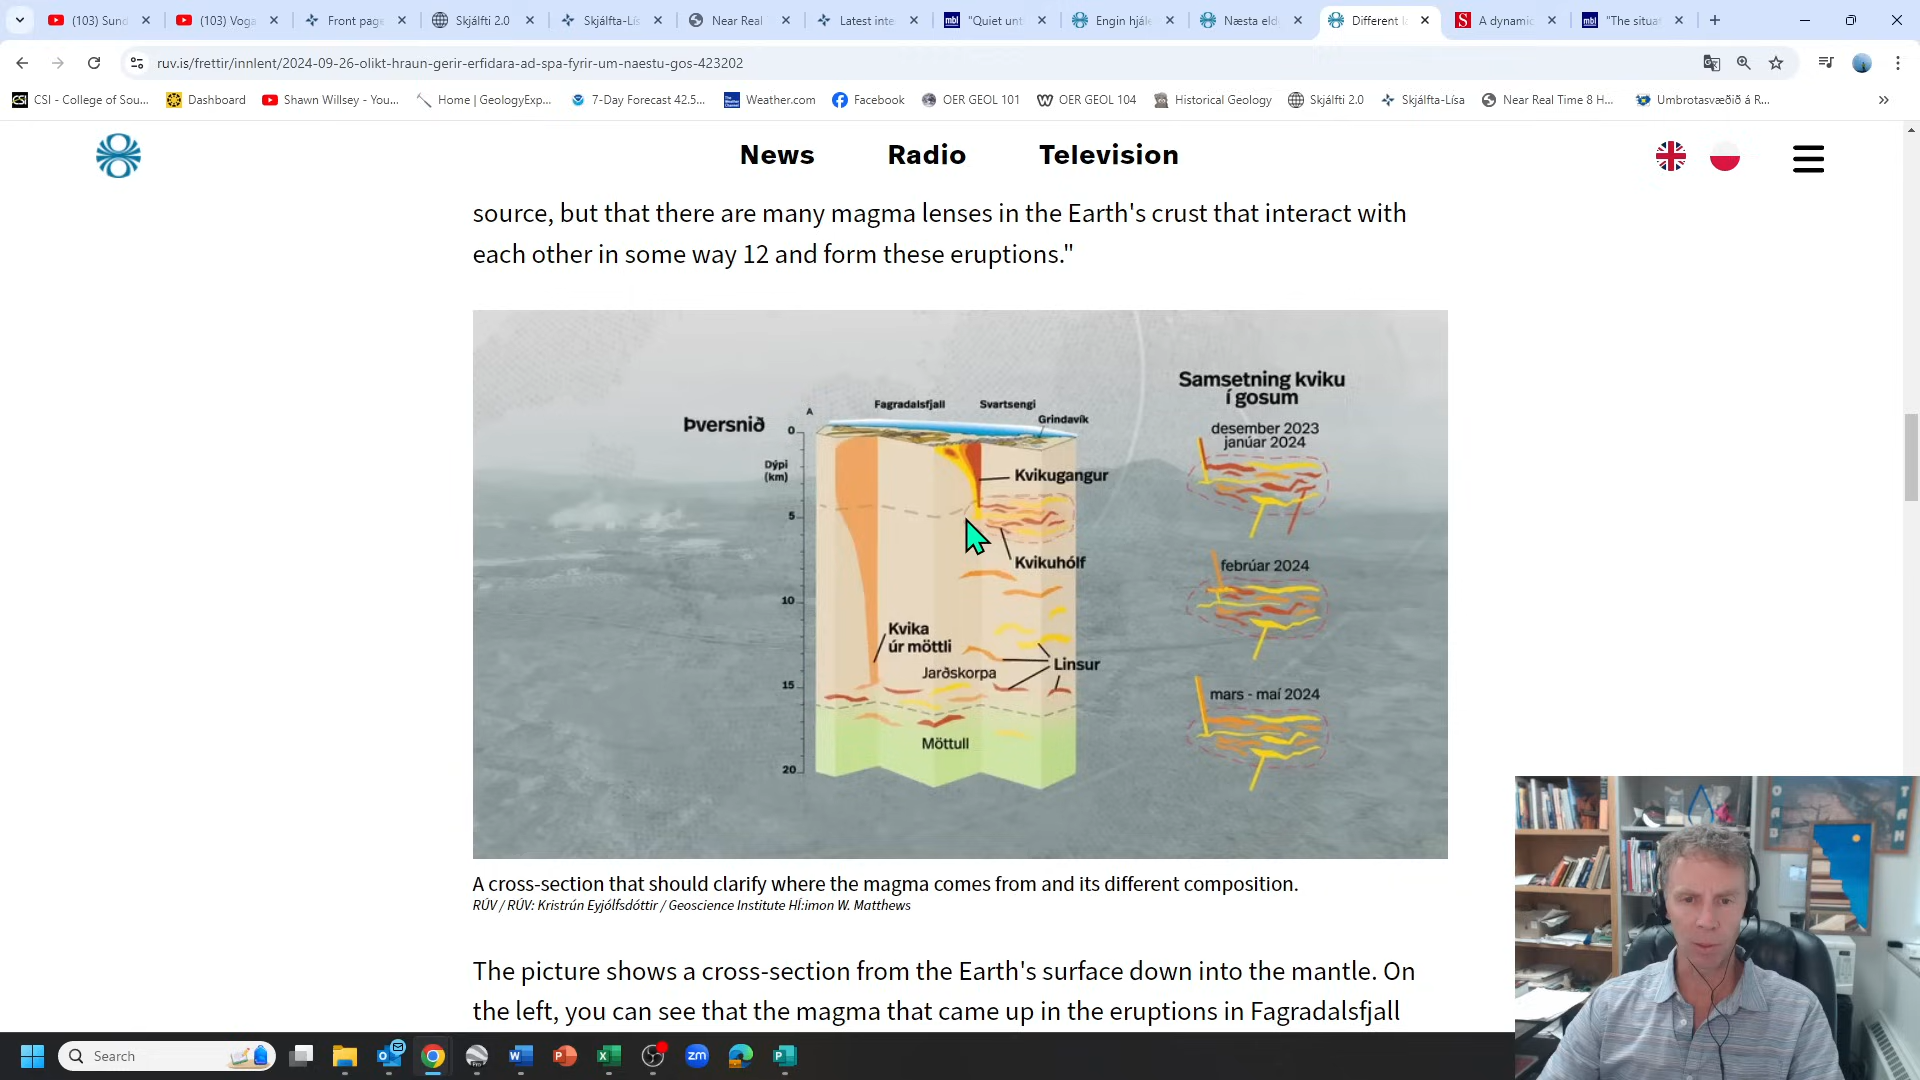 (103) Sund
(103) Voga
Front page
Skjálfti 2.0
Skjálfta-Lís
Near Real
Latest inte
mbl
"Quiet unt
Engin hjál
Næsta eld
Different l
S
A dynamic
mbl
"The situat
ruv.is/frettir/innlent/2024-09-26-olikt-hraun-gerir-erfidara-ad-spa-fyrir-um-naestu-gos-423202
CSI - College of Sou...
Dashboard
Shawn Willsey - You...
Home | GeologyExp...
7-Day Forecast 42.5...
Weather.com
Facebook
OER GEOL 101
OER GEOL 104
Historical Geology
Skjálfti 2.0
Skjálfta-Lísa
Near Real Time 8 H...
Umbrotasvæðið á R...
News
Radio
Television
source, but that there are many magma lenses in the Earth's crust that interact with
each other in some way 12 and form these eruptions."
Samsetning kviku
í gosum
Þversnið
A
Fagradalsfjall
Svartsengi
Grindavík
0
Dýpi
(km)
5
10
15
20
Kvikugangur
Kvikuhólf
Kvika
úr möttli
Jarðskorpa
Linsur
Möttull
desember 2023
janúar 2024
febrúar 2024
mars - maí 2024
A cross-section that should clarify where the magma comes from and its different composition.
RÚV / RÚV: Kristrún Eyjólfsdóttir / Geoscience Institute HÍ:imon W. Matthews
The picture shows a cross-section from the Earth's surface down into the mantle. On
the left, you can see that the magma that came up in the eruptions in Fagradalsfjall
Search
zm